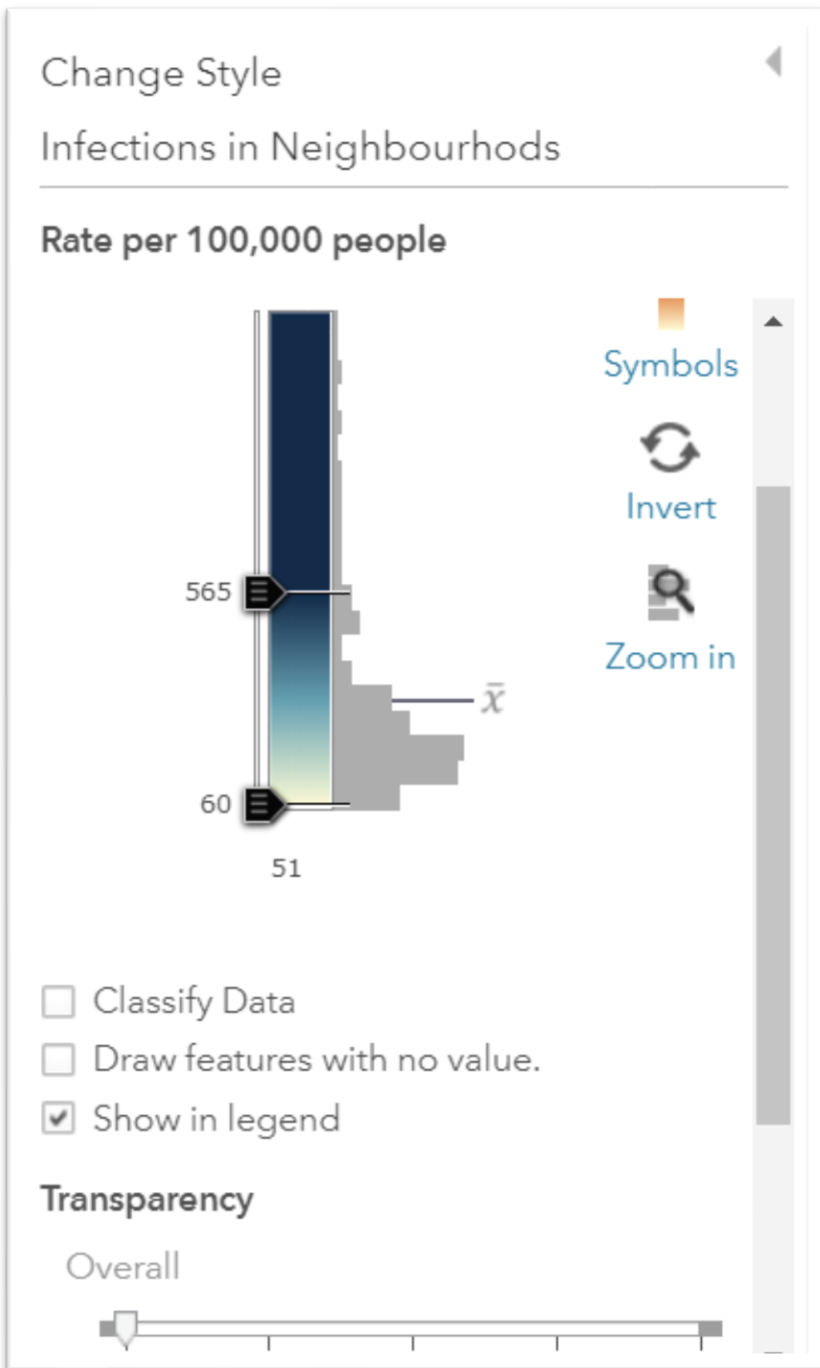 Change Style
Infections in Neighbourhods
Rate per 100,000 people
Symbols
Invert
565
Zoom in
x̄
60
51
Classify Data
Draw features with no value.
Show in legend
Transparency
Overall